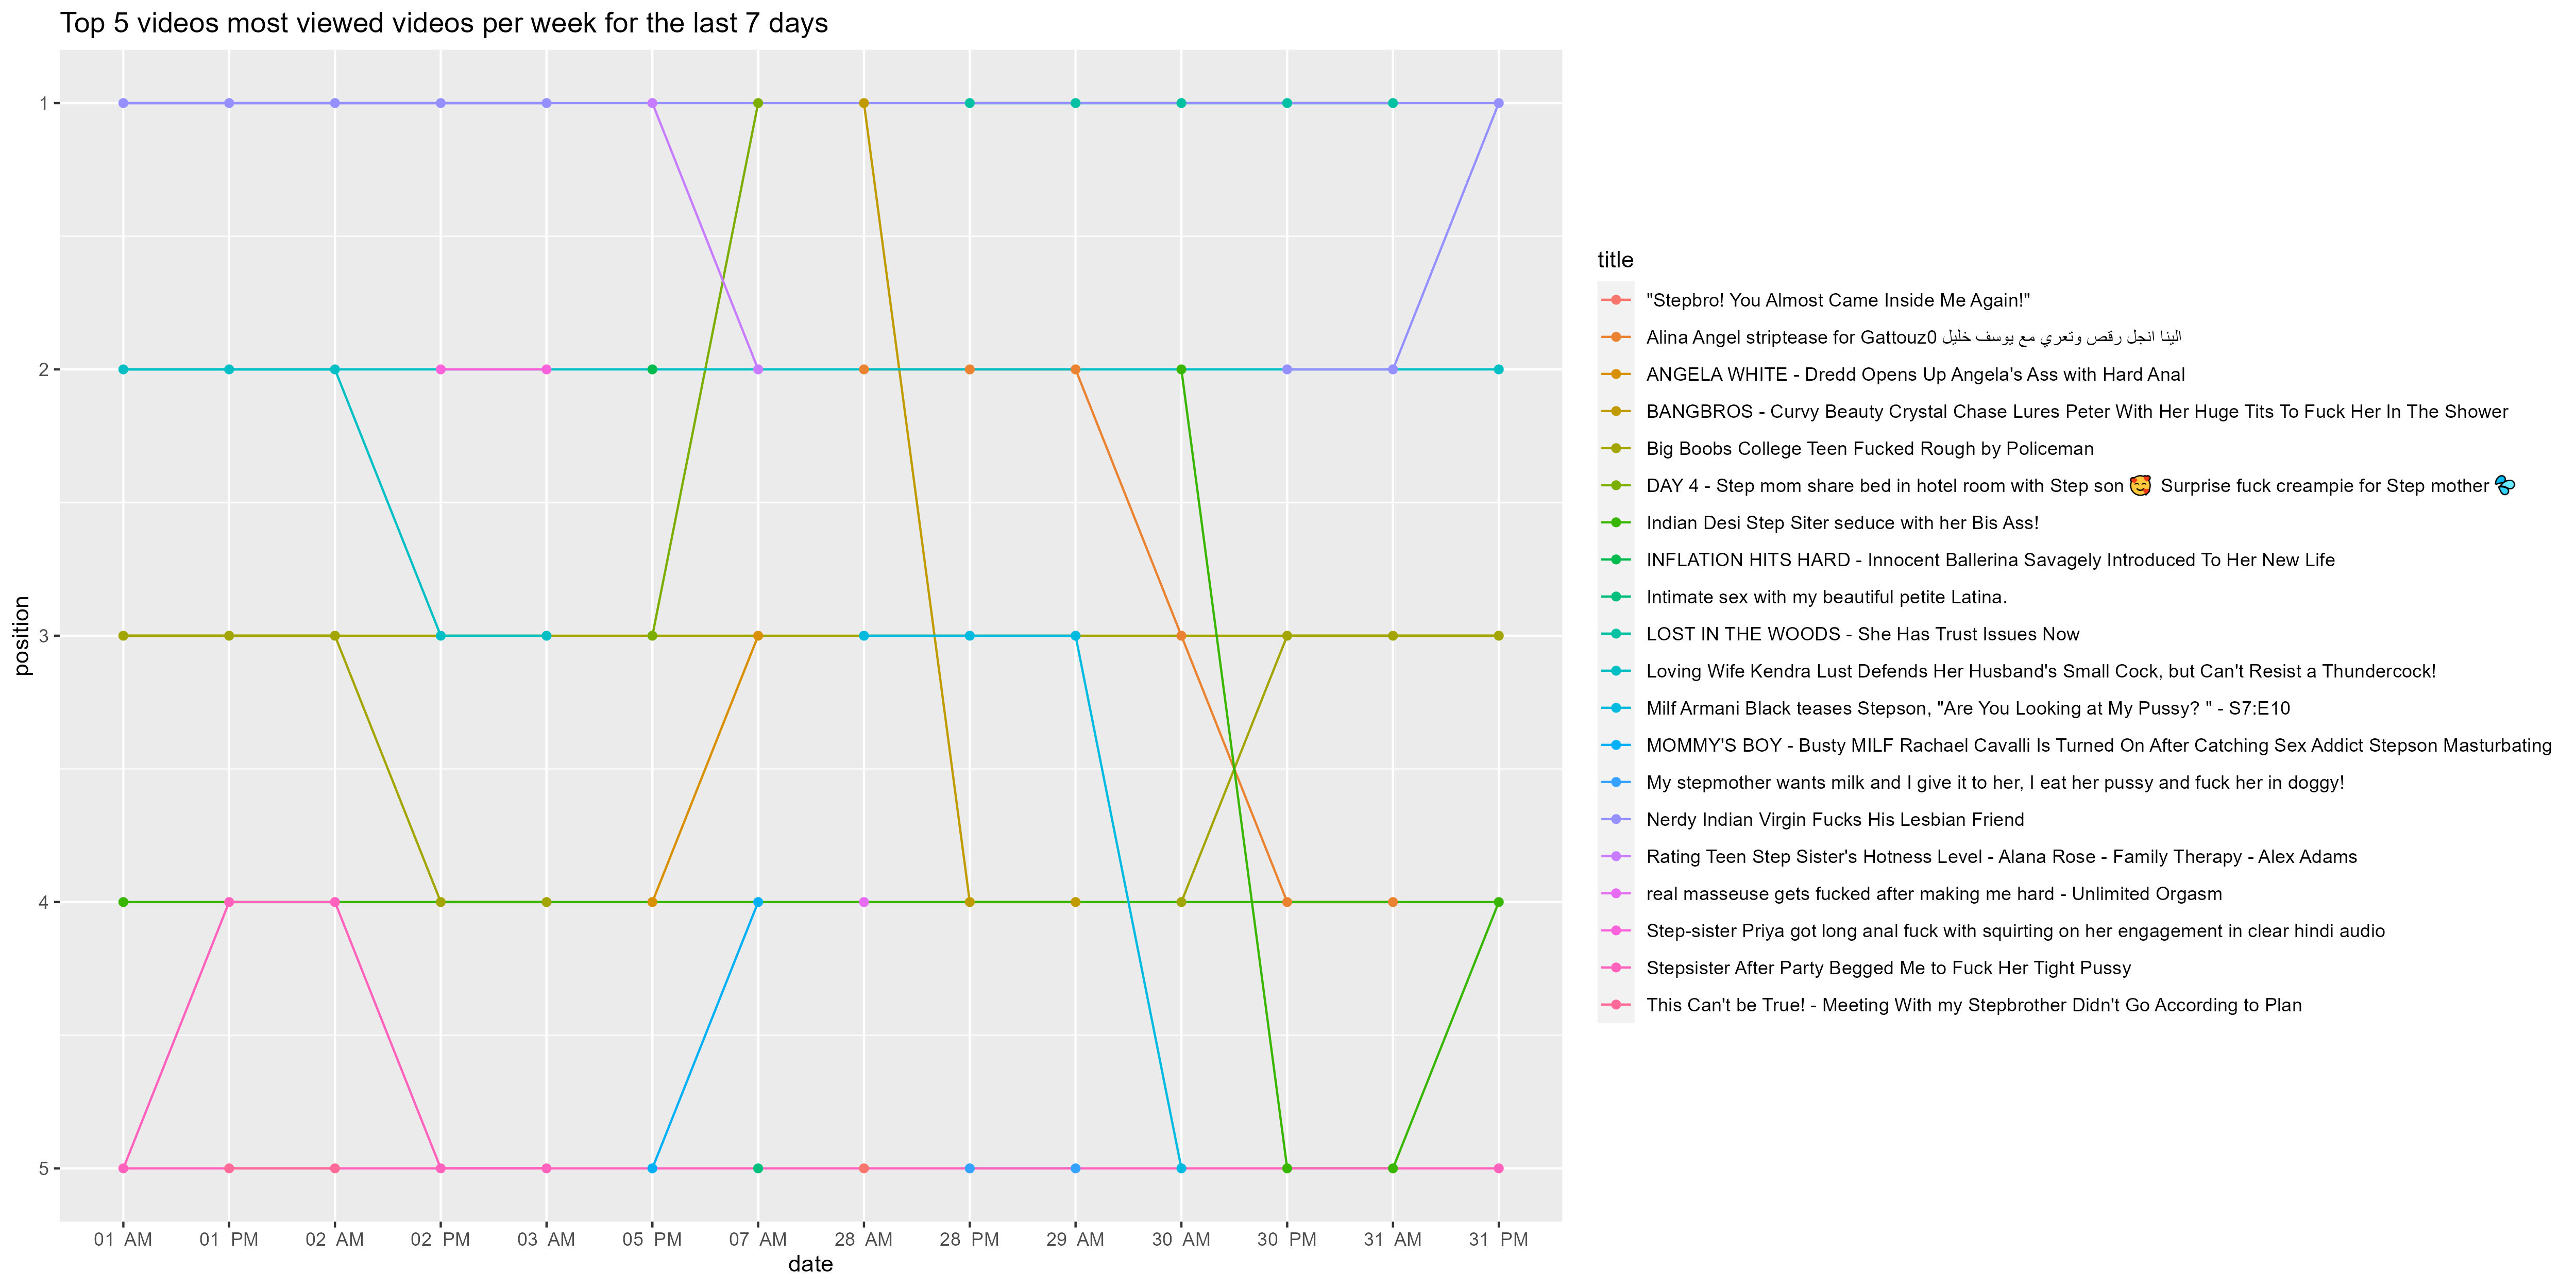 Top 5 videos most viewed videos per week for the last 7 days
position
1
2
3
4
5
01 AM
01 PM
02 AM
02 PM
03 AM
05 PM
07 AM
28 AM
28 PM
29 AM
30 AM
30 PM
31 AM
31 PM
date
title
"Stepbro! You Almost Came Inside Me Again!"
Alina Angel striptease for Gattouz0 الينا انجل رقص وتعري مع يوسف خليل
ANGELA WHITE - Dredd Opens Up Angela's Ass with Hard Anal
BANGBROS - Curvy Beauty Crystal Chase Lures Peter With Her Huge Tits To Fuck Her In The Shower
Big Boobs College Teen Fucked Rough by Policeman
DAY 4 - Step mom share bed in hotel room with Step son 🥰 Surprise fuck creampie for Step mother 💦
Indian Desi Step Siter seduce with her Bis Ass!
INFLATION HITS HARD - Innocent Ballerina Savagely Introduced To Her New Life
Intimate sex with my beautiful petite Latina.
LOST IN THE WOODS - She Has Trust Issues Now
Loving Wife Kendra Lust Defends Her Husband's Small Cock, but Can't Resist a Thundercock!
Milf Armani Black teases Stepson, "Are You Looking at My Pussy? " - S7:E10
MOMMY'S BOY - Busty MILF Rachael Cavalli Is Turned On After Catching Sex Addict Stepson Masturbating
My stepmother wants milk and I give it to her, I eat her pussy and fuck her in doggy!
Nerdy Indian Virgin Fucks His Lesbian Friend
Rating Teen Step Sister's Hotness Level - Alana Rose - Family Therapy - Alex Adams
real masseuse gets fucked after making me hard - Unlimited Orgasm
Step-sister Priya got long anal fuck with squirting on her engagement in clear hindi audio
Stepsister After Party Begged Me to Fuck Her Tight Pussy
This Can't be True! - Meeting With my Stepbrother Didn't Go According to Plan